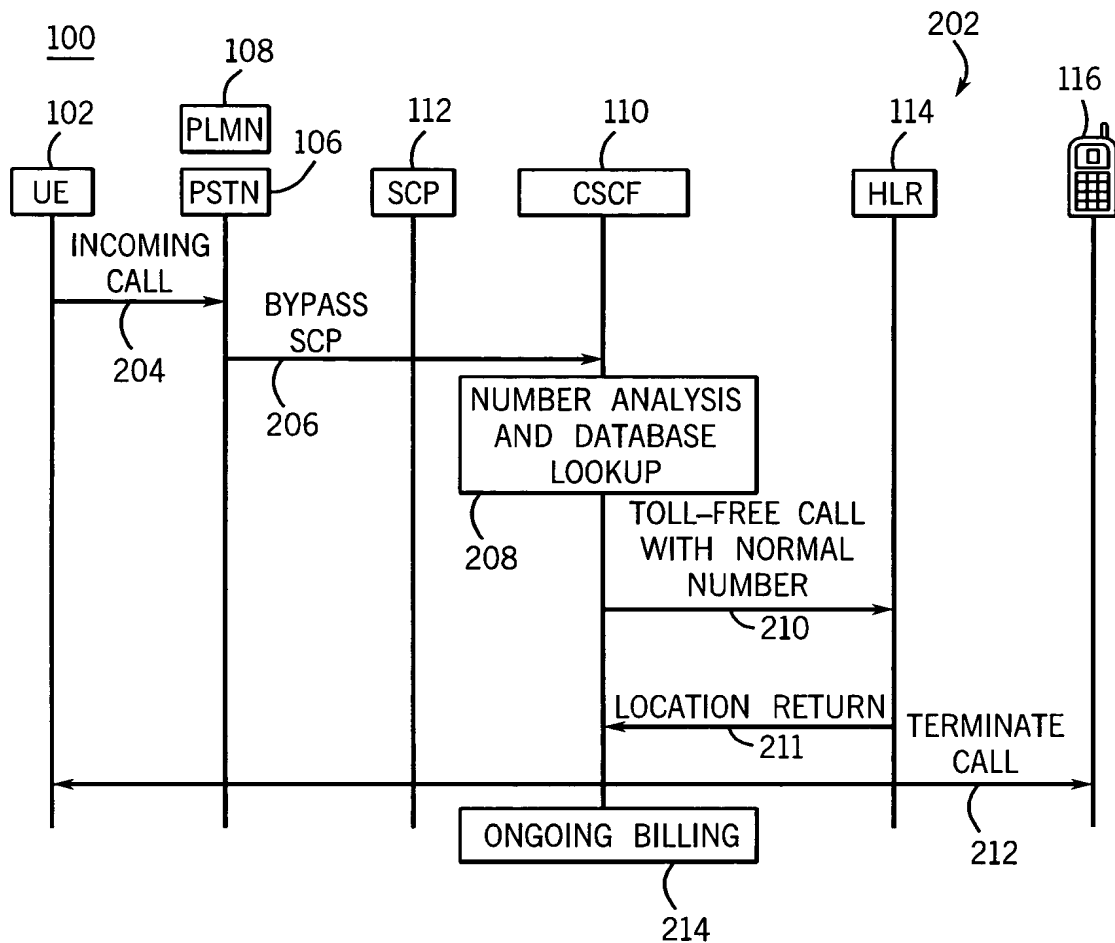 100
202
108
116
PLMN
102
106
112
110
114
UE
PSTN
SCP
CSCF
HLR
INCOMING
CALL
204
BYPASS
SCP
206
NUMBER ANALYSIS
AND DATABASE
LOOKUP
208
TOLL-FREE CALL
WITH NORMAL
NUMBER
210
LOCATION RETURN
211
TERMINATE
CALL
212
ONGOING BILLING
214